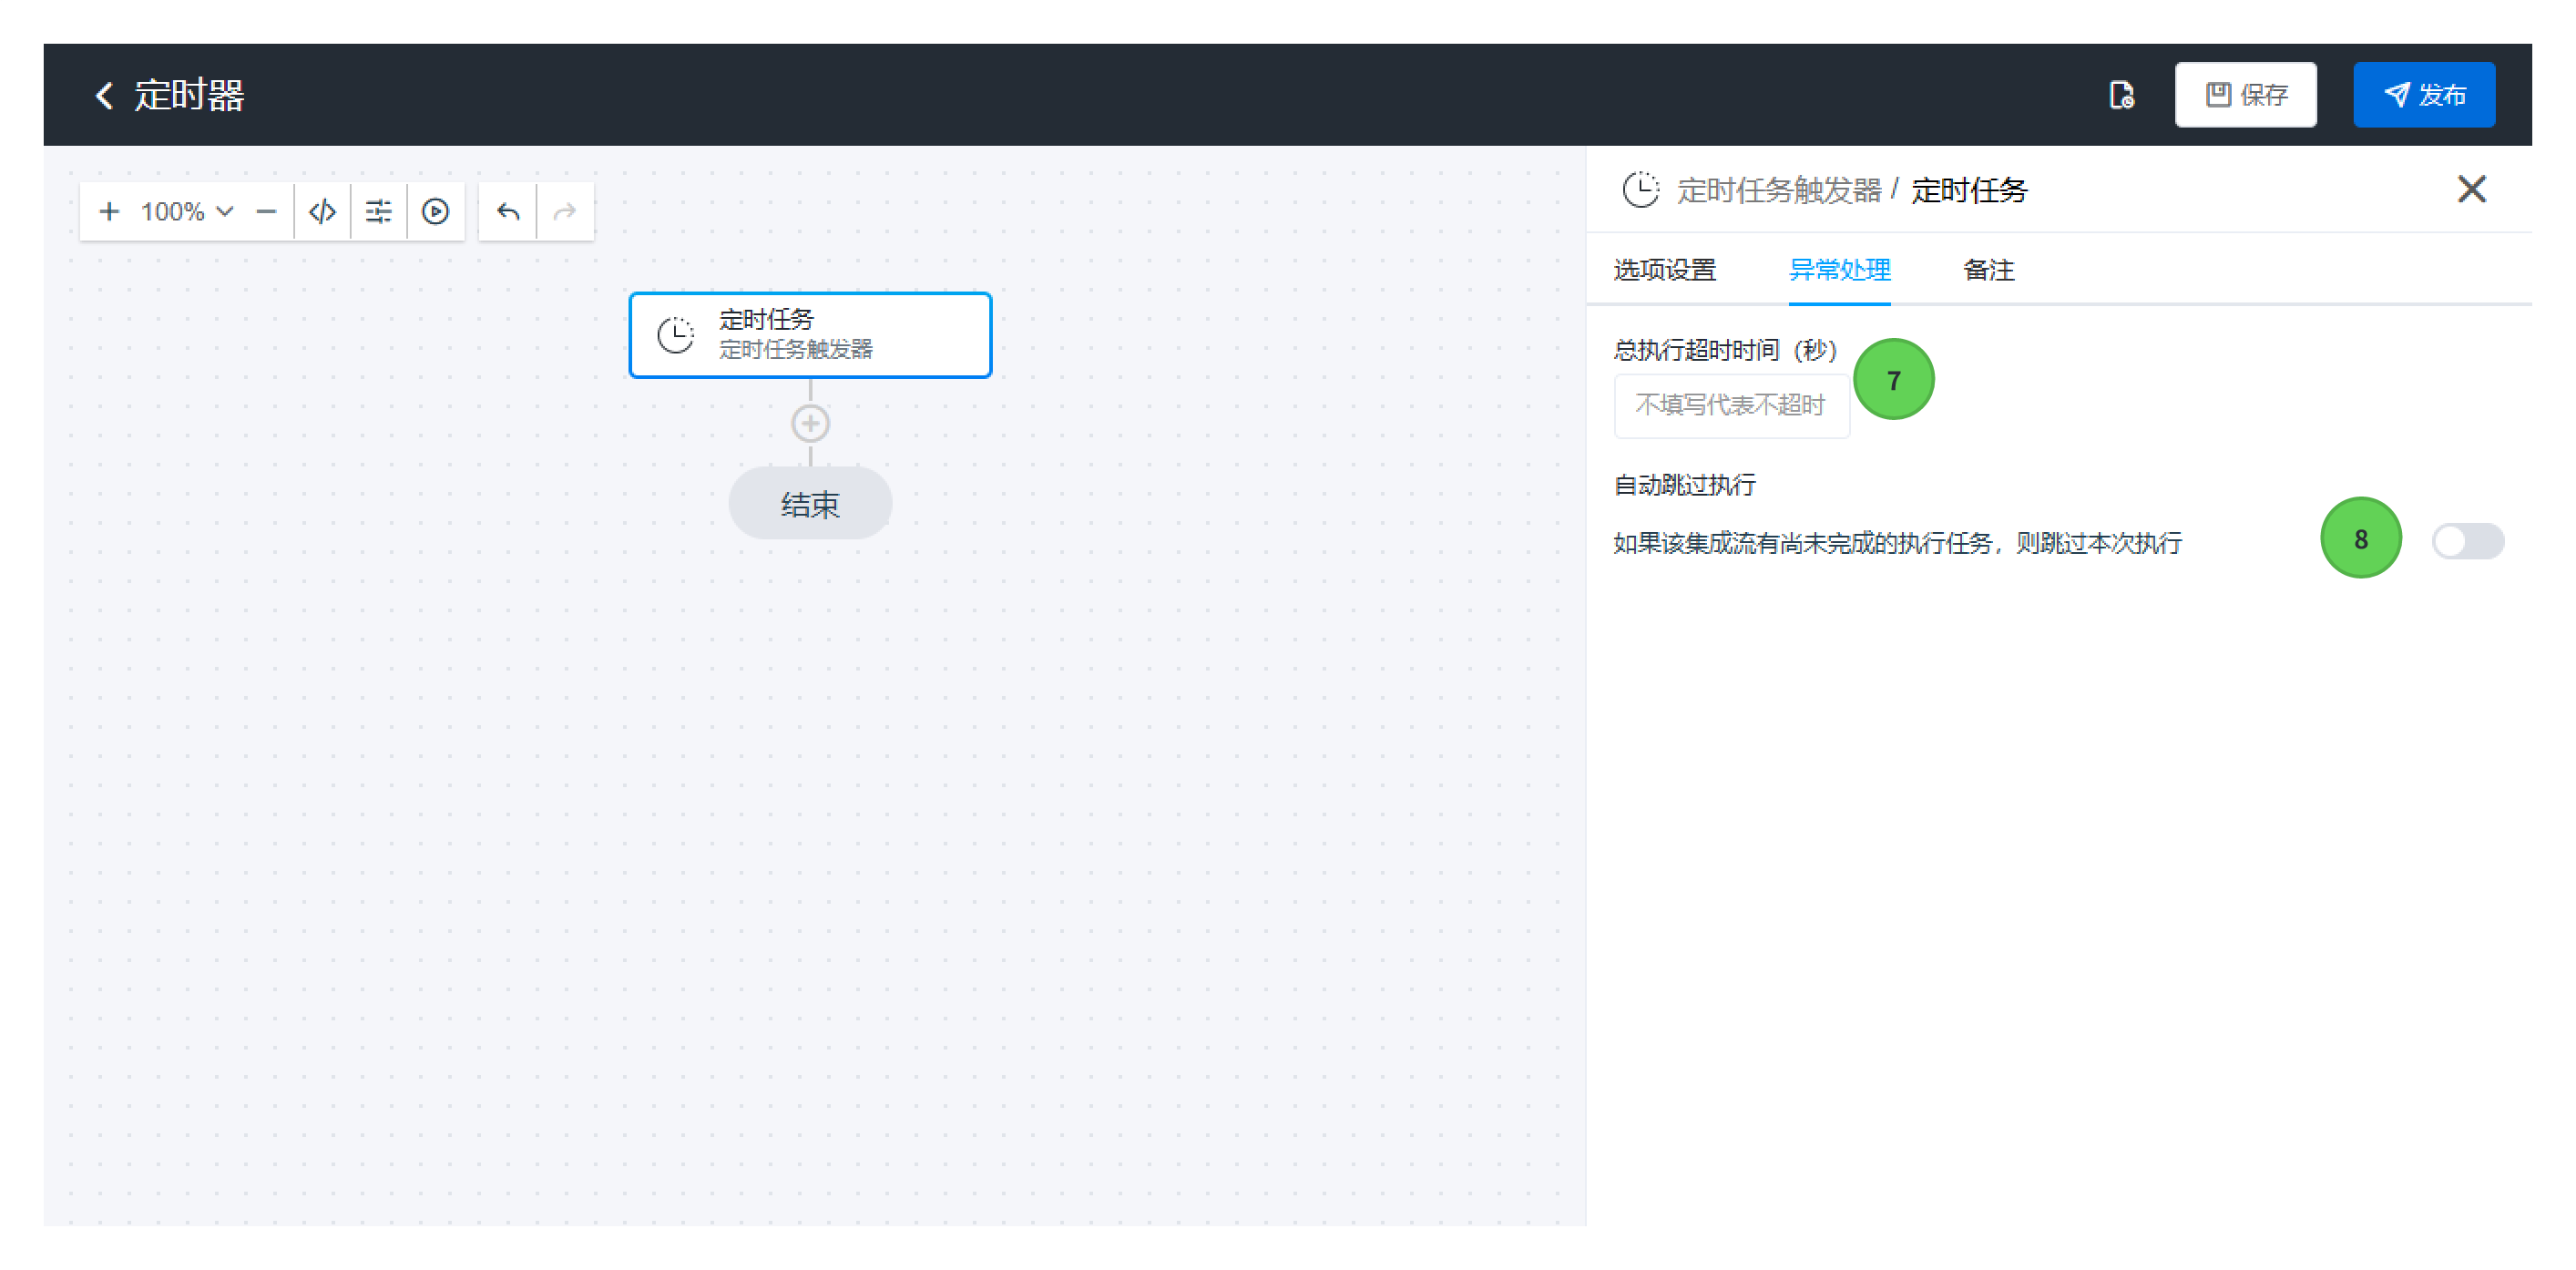 定时器
保存
发布
100%
定时任务触发器 / 定时任务
选项设置
异常处理
备注
定时任务
定时任务触发器
结束
总执行超时时间（秒）
7
不填写代表不超时
自动跳过执行
如果该集成流有尚未完成的执行任务，则跳过本次执行
8